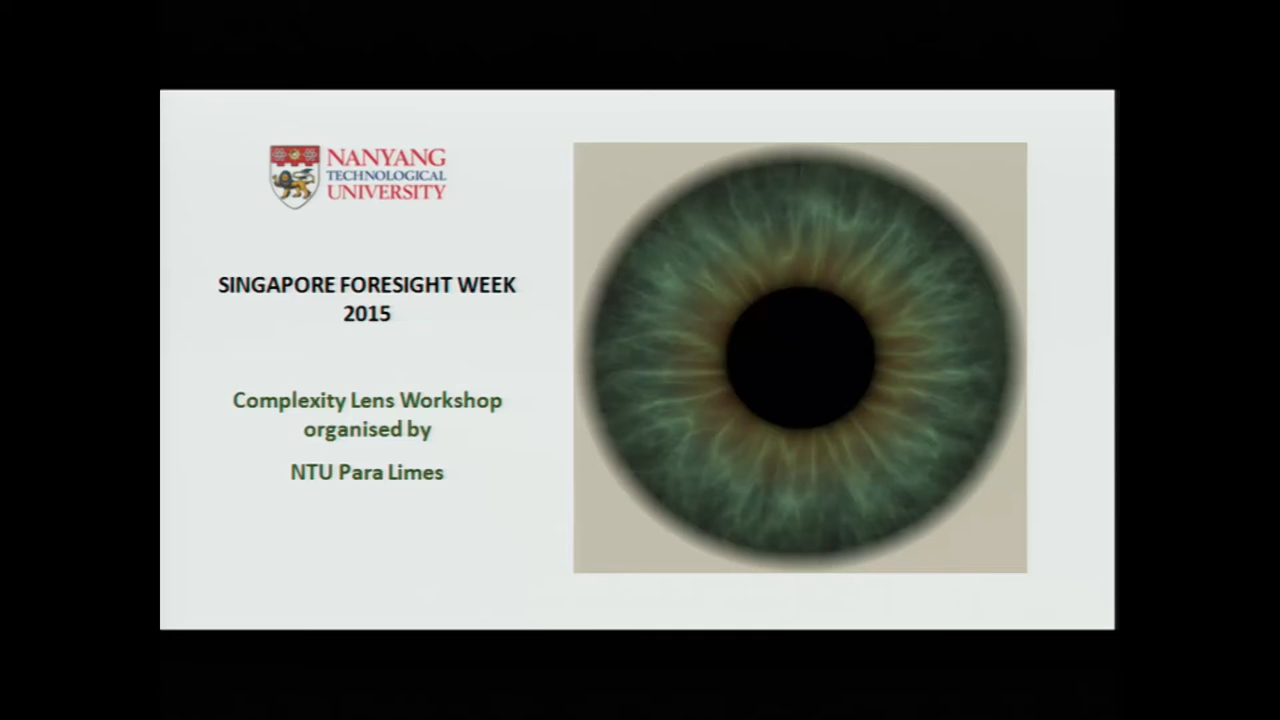 NANYANG
TECHNOLOGICAL
UNIVERSITY
SINGAPORE FORESIGHT WEEK
2015
Complexity Lens Workshop
organised by
NTU Para Limes